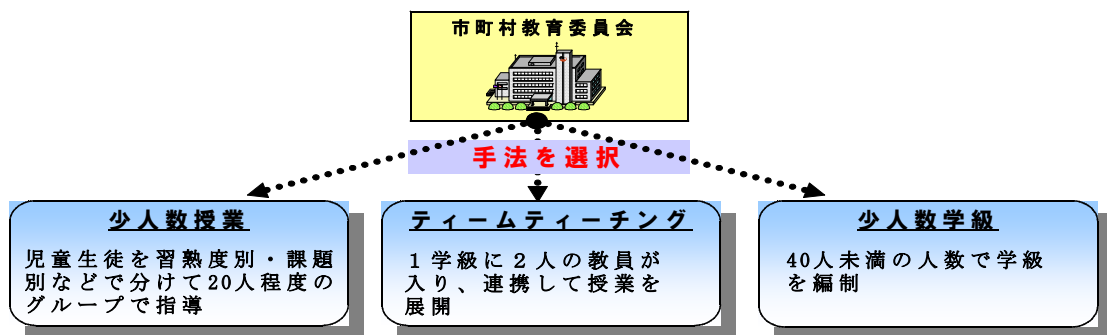 市町村教育委員会
手法を選択
少人数授業
児童生徒を習熟度別・課題
別などで分けて20人程度の
グループで指導
ティームティーチング
１学級に２人の教員が
入り、連携して授業を
展開
少人数学級
40人未満の人数で学級
を編制